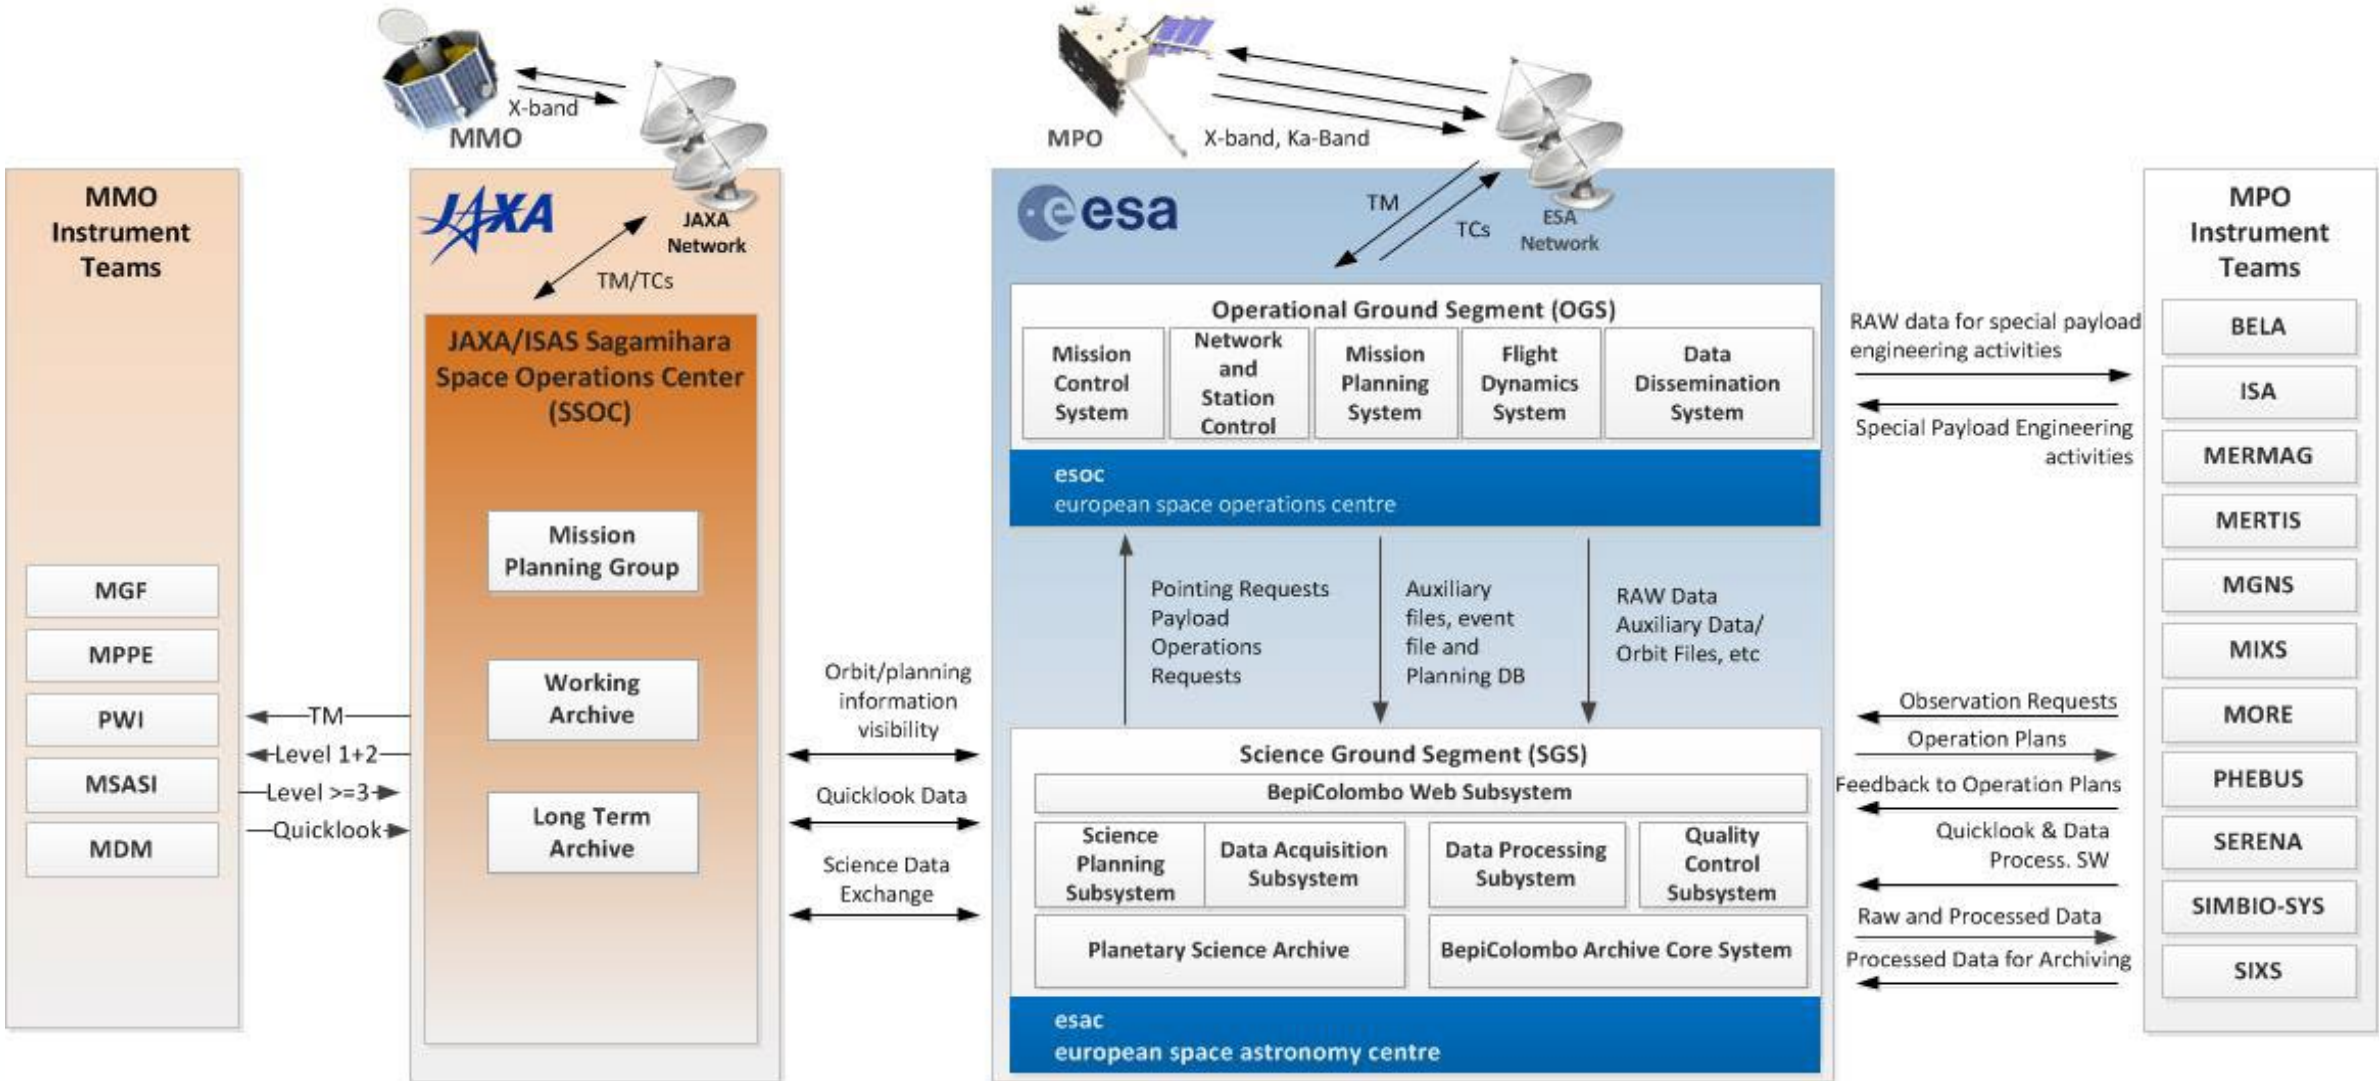 X-band
MMO
MPO
X-band, Ka-Band
MMO
Instrument
Teams
MGF
MPPE
PWI
MSASI
MDM
TM
Level 1+2
Level >=3
Quicklook
JAXA
JAXA
Network
TM/TCs
JAXA/ISAS Sagamihara
Space Operations Center
(SSOC)
Mission
Planning Group
Working
Archive
Long Term
Archive
Orbit/planning
information
visibility
Quicklook Data
Science Data
Exchange
esa
TM
TCs
ESA
Network
Operational Ground Segment (OGS)
Mission
Control
System
Network
and
Station
Control
Mission
Planning
System
Flight
Dynamics
System
Data
Dissemination
System
esoc
european space operations centre
Pointing Requests
Payload
Operations
Requests
Auxiliary
files, event
file and
Planning DB
RAW Data
Auxiliary Data/
Orbit Files, etc
Science Ground Segment (SGS)
BepiColombo Web Subsystem
Science
Planning
Subsystem
Data Acquisition
Subsystem
Data Processing
Subystem
Quality
Control
Subsystem
Planetary Science Archive
BepiColombo Archive Core System
esac
european space astronomy centre
RAW data for special payload
engineering activities
Special Payload Engineering
activities
Observation Requests
Operation Plans
Feedback to Operation Plans
Quicklook & Data
Process. SW
Raw and Processed Data
Processed Data for Archiving
MPO
Instrument
Teams
BELA
ISA
MERMAG
MERTIS
MGNS
MIXS
MORE
PHEBUS
SERENA
SIMBIO-SYS
SIXS